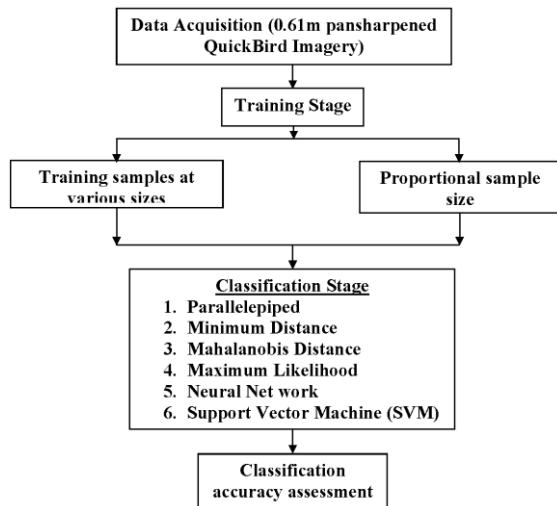 Data Acquisition (0.61m pansharpened
QuickBird Imagery)
Training Stage
Training samples at
various sizes
Proportional sample
size
Classification Stage
1. Parallelepiped
2. Minimum Distance
3. Mahalanobis Distance
4. Maximum Likelihood
5. Neural Net work
6. Support Vector Machine (SVM)
Classification
accuracy assessment